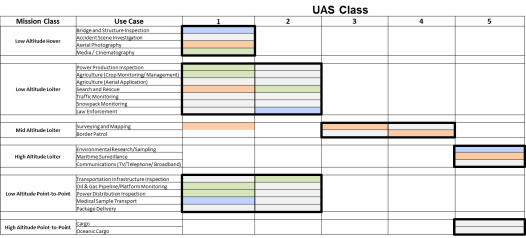 UAS Class
Mission Class Use Case 1 2 3 4 5
Low Altitude Hover
Bridge and Structure Inspection
Accident Scene Investigation
Aerial Photography
Media / Cinematography
Low Altitude Loiter
Power Production Inspection
Agriculture (Crop Monitoring/ Management)
Agriculture (Aerial Application)
Search and Rescue
Traffic Monitoring
Snowpack Monitoring
Law Enforcement
Mid Altitude Loiter
Surveying and Mapping
Border Patrol
High Altitude Loiter
Environmental Research/Sampling
Maritime Surveillance
Communications (TV/Telephone/ Broadband)
Low Altitude Point-to-Point
Transportation Infrastructure Inspection
Oil & Gas Pipeline/Platform Monitoring
Power Distribution Inspection
Medical Sample Transport
Package Delivery
High Altitude Point-to-Point
Cargo
Oceanic Cargo